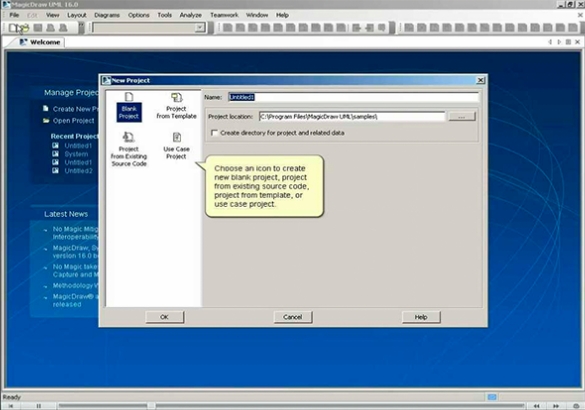 MagicDraw UML 16.0
File Edit View Layout Diagrams Options Tools Analyze Teamwork Window Help
Welcome
Manage Projec
Create New Pr
Open Project
Recent Project
Untitled1
System
Untitled1
Untitled2
Latest News
No Magic Mitig
Interoperability
MagicDraw, Sy
version 16.0 b
No Magic take
Capture and M
Methodology W
MagicDraw® a
released
New Project
Blank
Project
Project
from Template
Project
from Existing
Source Code
Use Case
Project
Name: Untitled3
Project location: C:\Program Files\MagicDraw UML\samples\ ...
Create directory for project and related data
Choose an icon to create
new blank project, project
from existing source code,
project from template, or
use case project.
OK Cancel Help
Ready